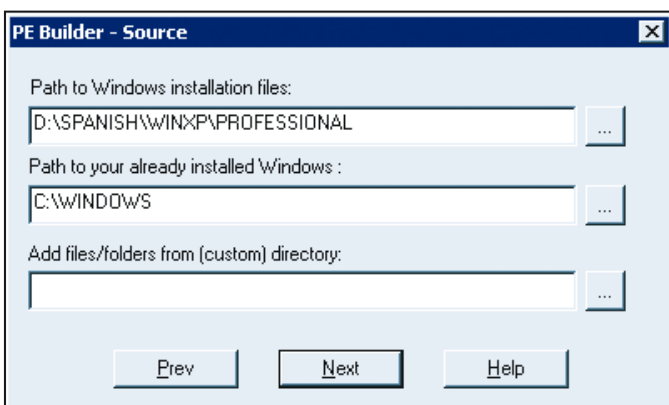 PE Builder - Source
Path to Windows installation files:
D:\SPANISH\WINXP\PROFESSIONAL
...
Path to your already installed Windows :
C:\WINDOWS
...
Add files/folders from (custom) directory:
...
Prev Next Help